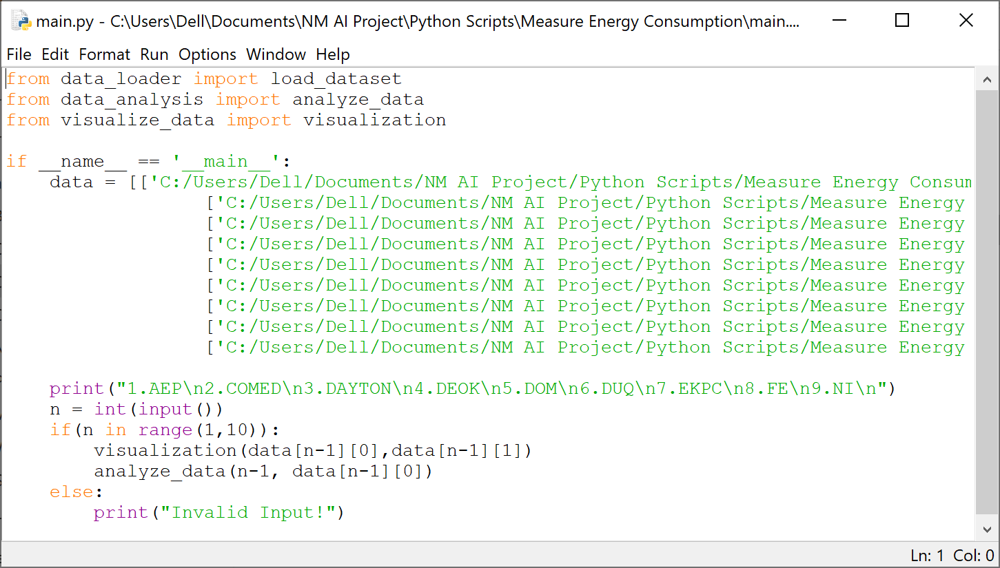 main.py - C:\Users\Dell\Documents\NM AI Project\Python Scripts\Measure Energy Consumption\main....
File Edit Format Run Options Window Help
from data_loader import load_dataset
from data_analysis import analyze_data
from visualize_data import visualization
if __name__ == '__main__':
    data = [['C:/Users/Dell/Documents/NM AI Project/Python Scripts/Measure Energy Consum
['C:/Users/Dell/Documents/NM AI Project/Python Scripts/Measure Energy
['C:/Users/Dell/Documents/NM AI Project/Python Scripts/Measure Energy
['C:/Users/Dell/Documents/NM AI Project/Python Scripts/Measure Energy
['C:/Users/Dell/Documents/NM AI Project/Python Scripts/Measure Energy
['C:/Users/Dell/Documents/NM AI Project/Python Scripts/Measure Energy
['C:/Users/Dell/Documents/NM AI Project/Python Scripts/Measure Energy
['C:/Users/Dell/Documents/NM AI Project/Python Scripts/Measure Energy
['C:/Users/Dell/Documents/NM AI Project/Python Scripts/Measure Energy
    print("1.AEP\n2.COMED\n3.DAYTON\n4.DEOK\n5.DOM\n6.DUQ\n7.EKPC\n8.FE\n9.NI\n")
    n = int(input())
    if(n in range(1,10)):
        visualization(data[n-1][0],data[n-1][1])
        analyze_data(n-1, data[n-1][0])
    else:
        print("Invalid Input!")
Ln: 1 Col: 0